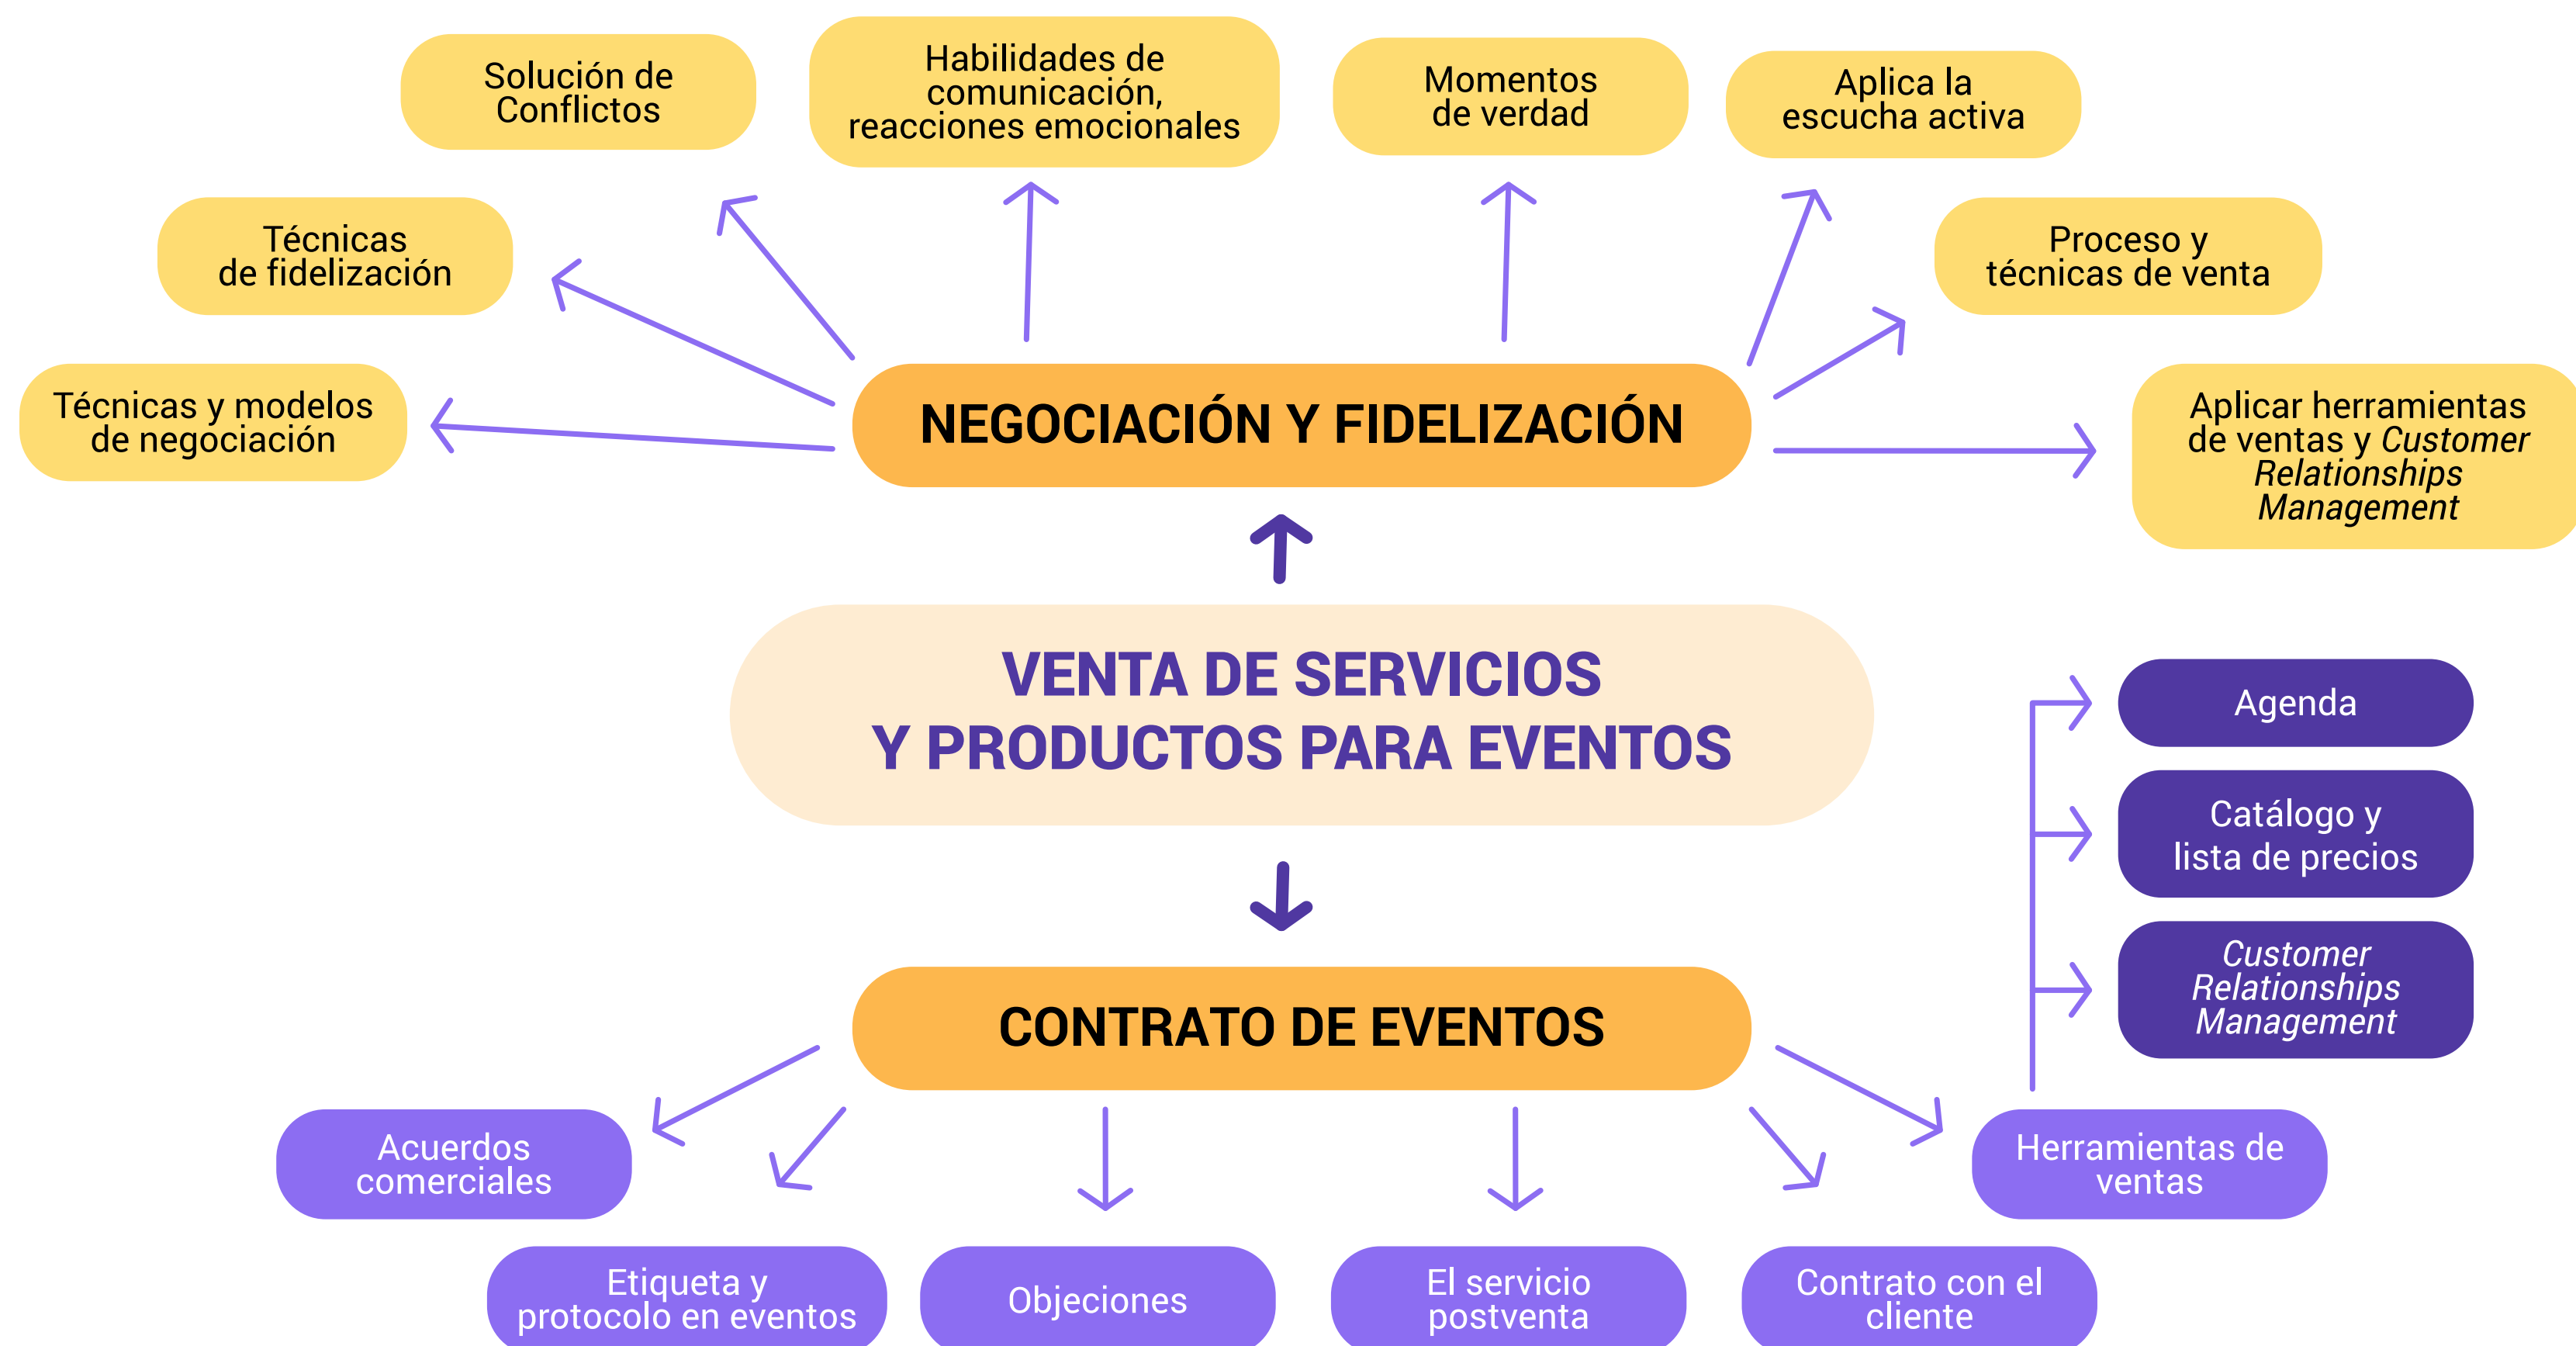 Solución de
Conflictos
Habilidades de
comunicación,
reacciones emocionales
Momentos
de verdad
Aplica la
escucha activa
Técnicas
de fidelización
Proceso y
técnicas de venta
Técnicas y modelos
de negociación
NEGOCIACIÓN Y FIDELIZACIÓN
Aplicar herramientas
de ventas y Customer
Relationships
Management
VENTA DE SERVICIOS
Y PRODUCTOS PARA EVENTOS
Agenda
Catálogo y
lista de precios
Customer
Relationships
Management
CONTRATO DE EVENTOS
Acuerdos
comerciales
Herramientas de
ventas
Etiqueta y
protocolo en eventos
Objeciones
El servicio
postventa
Contrato con el
cliente